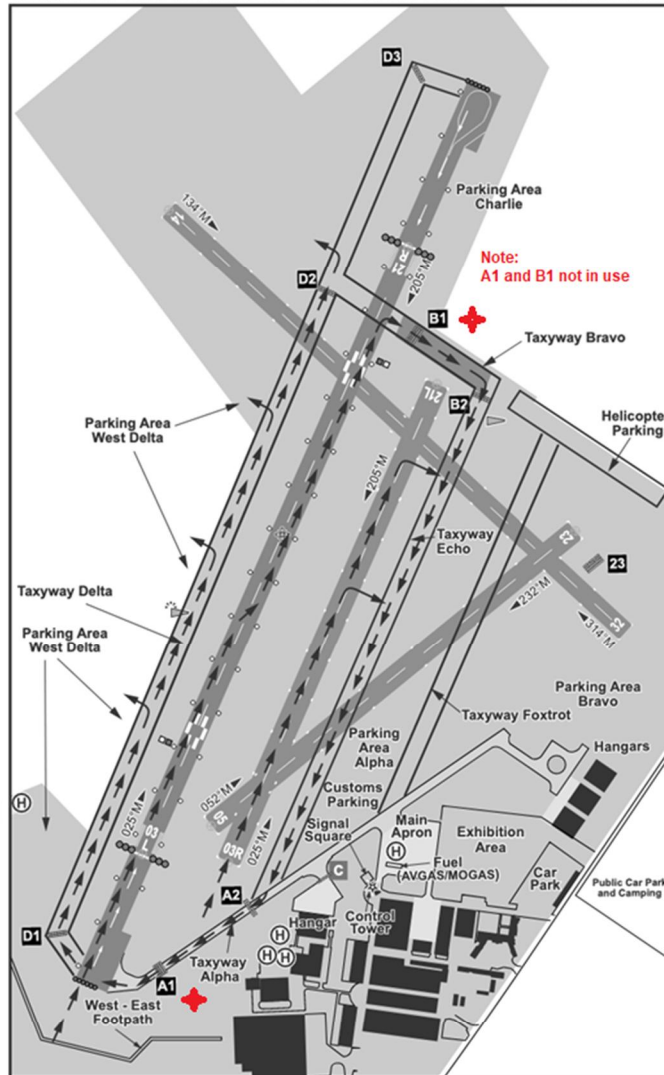 D3
Parking Area
Charlie
134°M
14
Note:
A1 and B1 not in use
21R
205°M
D2
B1
Taxyway Bravo
21L
B2
Helicopte
Parking
Parking Area
West Delta
205°M
Taxyway
Echo
23
23
232°M
32
314°M
Taxyway Delta
Parking Area
West Delta
Taxyway Foxtrot
Parking Area
Bravo
Parking
Area
Alpha
Hangars
Customs
Parking
H
025°M
03
L
052°M
05
03R
025°M
Signal
Square
Main
Apron
H
Exhibition
Area
Fuel
(AVGAS/MOGAS)
Car
Park
Public Car Park
and Camping
C
A2
D1
Hangar
Control
Tower
H
H
H
Taxyway
Alpha
A1
West - East
Footpath